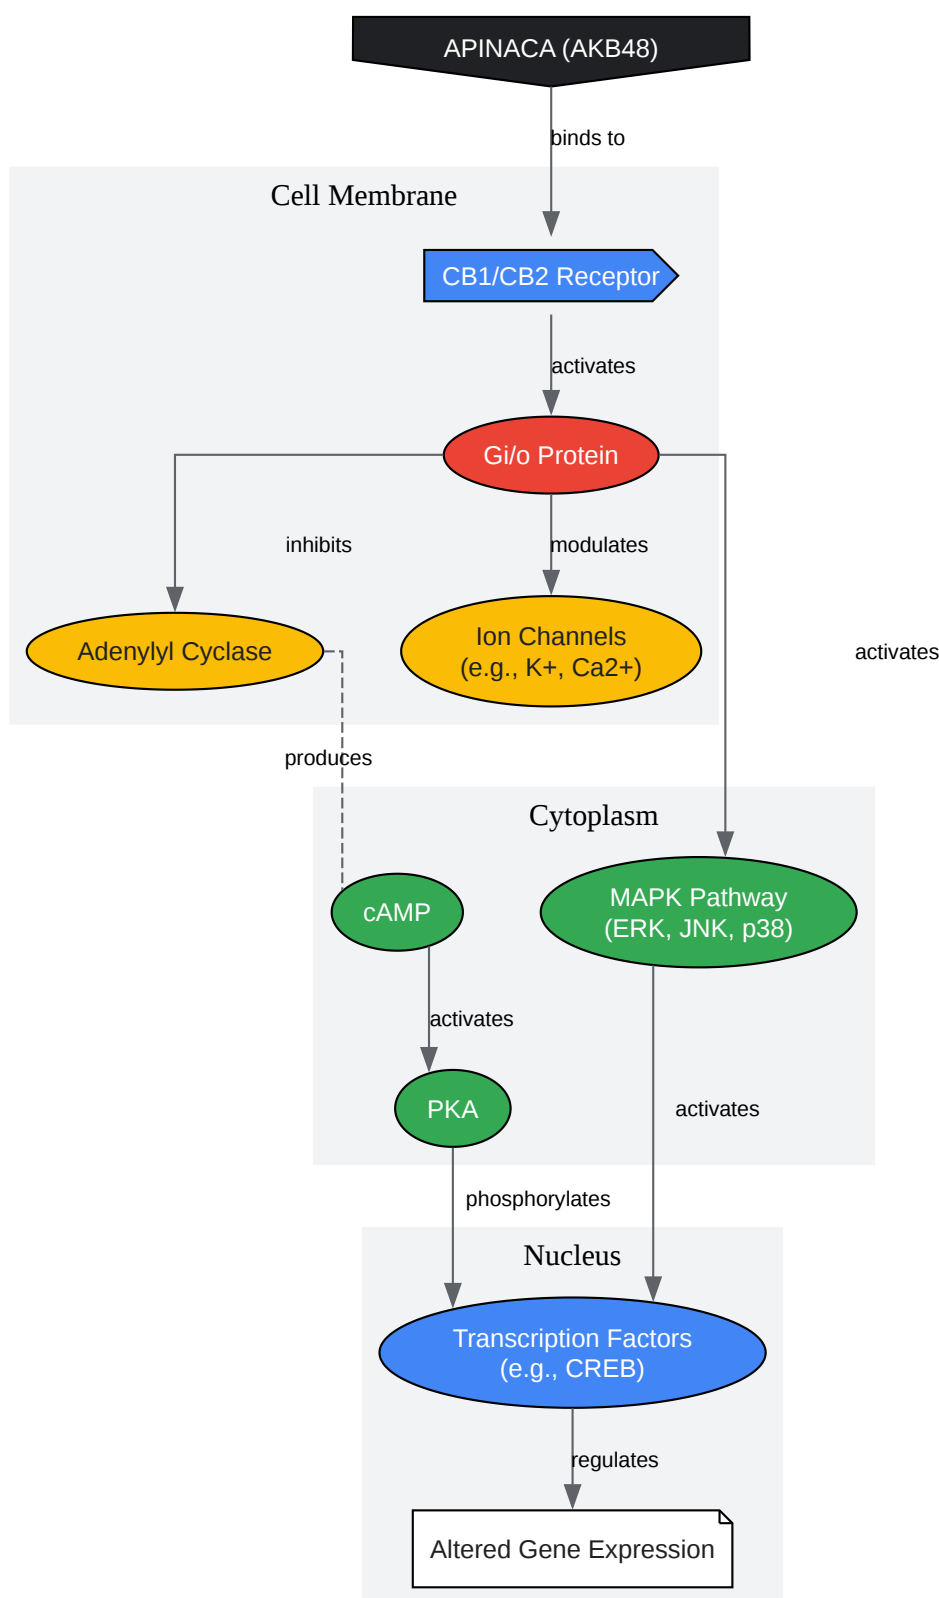 APINACA (AKB48)
binds to
Cell Membrane
CB1/CB2 Receptor
activates
Gi/o Protein
inhibits
modulates
Adenylyl Cyclase
Ion Channels
(e.g., K+, Ca2+)
activates
produces
Cytoplasm
cAMP
MAPK Pathway
(ERK, JNK, p38)
activates
PKA
activates
phosphorylates
Nucleus
Transcription Factors
(e.g., CREB)
regulates
Altered Gene Expression